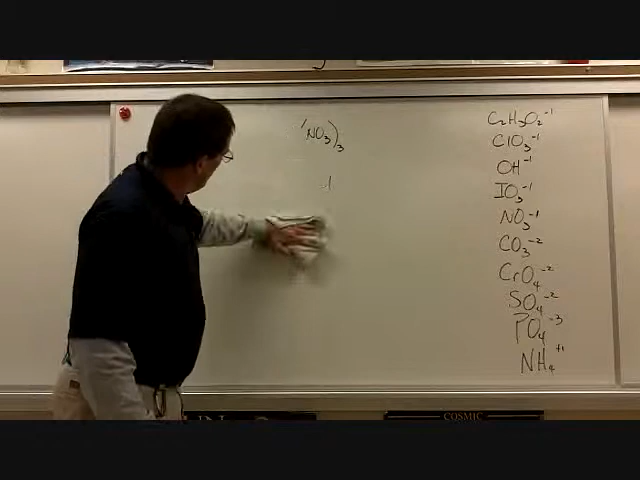 (NO₃)₃
-1
C₂H₃O₂⁻¹
ClO₃⁻¹
OH⁻¹
IO₃⁻¹
NO₃⁻¹
CO₃⁻²
CrO₄⁻²
SO₄⁻²
PO₄⁻³
NH₄⁺¹
COSMIC